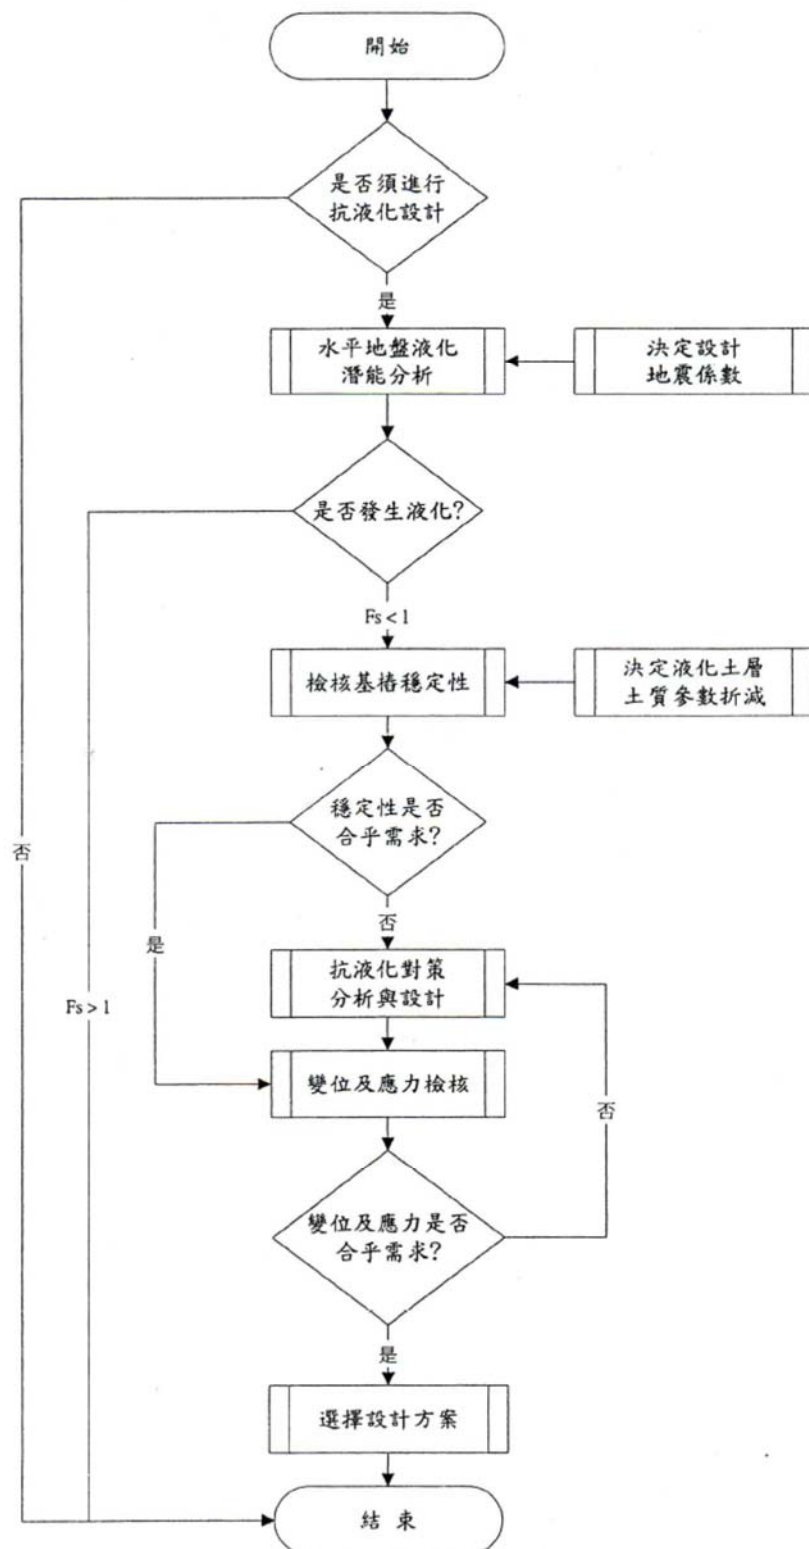 開始
是否須進行
抗液化設計
是
水平地盤液化
潛能分析
決定設計
地震係數
是否發生液化?
Fs < 1
檢核基樁穩定性
決定液化土層
土質參數折減
穩定性是否
合乎需求?
否
否
是
抗液化對策
分析與設計
Fs > 1
變位及應力檢核
否
變位及應力是否
合乎需求?
是
選擇設計方案
結 束